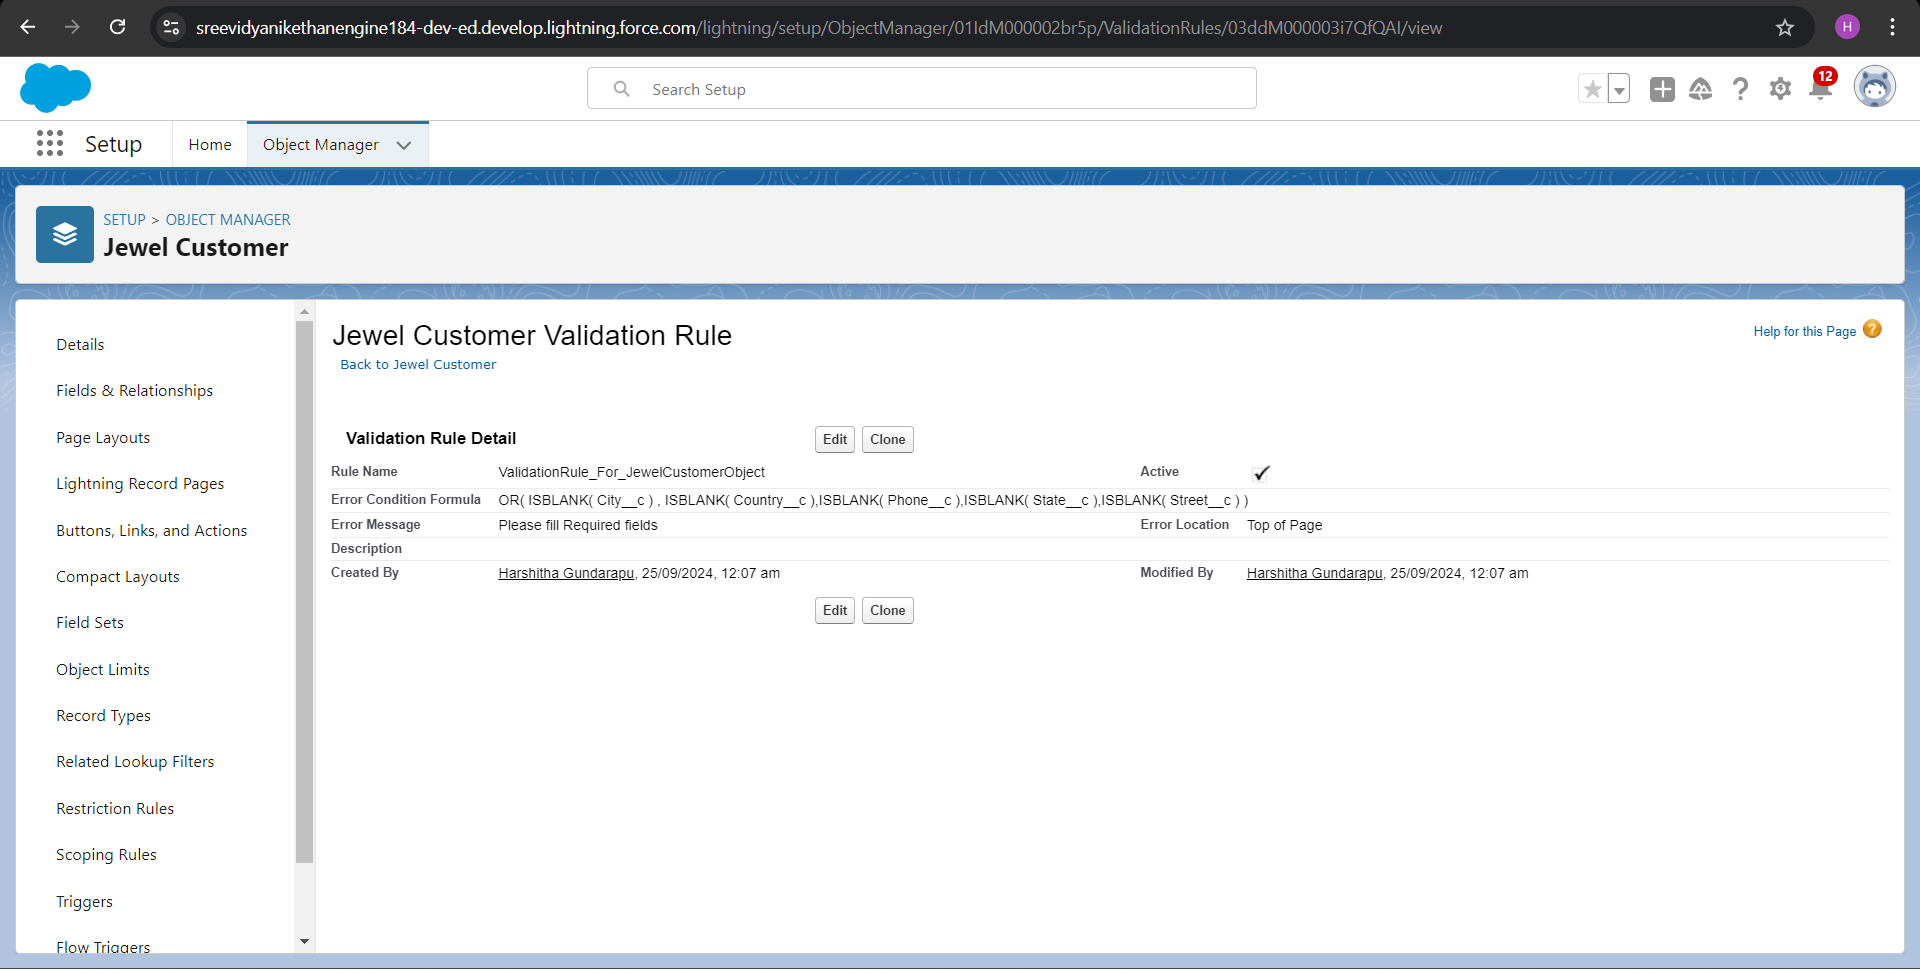 sreevidyanikethanengine184-dev-ed.develop.lightning.force.com/lightning/setup/ObjectManager/01IdM000002br5p/ValidationRules/03ddM000003i7QfQAI/view
H
Search Setup
12
Setup
Home
Object Manager
SETUP > OBJECT MANAGER
Jewel Customer
Details
Fields & Relationships
Page Layouts
Lightning Record Pages
Buttons, Links, and Actions
Compact Layouts
Field Sets
Object Limits
Record Types
Related Lookup Filters
Restriction Rules
Scoping Rules
Triggers
Flow Triggers
Jewel Customer Validation Rule
Help for this Page ?
Back to Jewel Customer
Validation Rule Detail
Edit Clone
Rule Name ValidationRule_For_JewelCustomerObject Active
Error Condition Formula OR( ISBLANK( City__c ) , ISBLANK( Country__c ),ISBLANK( Phone__c ),ISBLANK( State__c ),ISBLANK( Street__c ) )
Error Message Please fill Required fields Error Location Top of Page
Description
Created By Harshitha Gundarapu, 25/09/2024, 12:07 am Modified By Harshitha Gundarapu, 25/09/2024, 12:07 am
Edit Clone